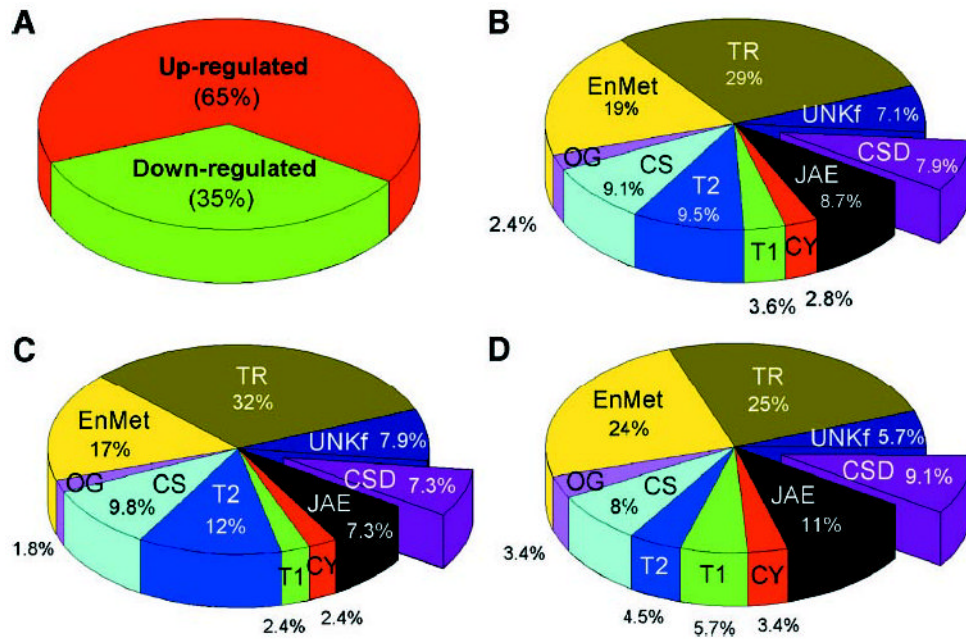 A
Up-regulated
(65%)
Down-regulated
(35%)
B
TR
29%
EnMet
19%
UNKf 7.1%
CSD
7.9%
OG
CS
9.1%
T2
9.5%
JAE
8.7%
T1
CY
2.4%
3.6%
2.8%
C
TR
32%
EnMet
17%
UNKf 7.9%
CSD
7.3%
OG
CS
9.8%
T2
12%
JAE
7.3%
T1
CY
1.8%
2.4%
2.4%
D
TR
25%
EnMet
24%
UNKf 5.7%
CSD 9.1%
OG
CS
8%
JAE
11%
T2
T1
CY
3.4%
4.5%
5.7%
3.4%